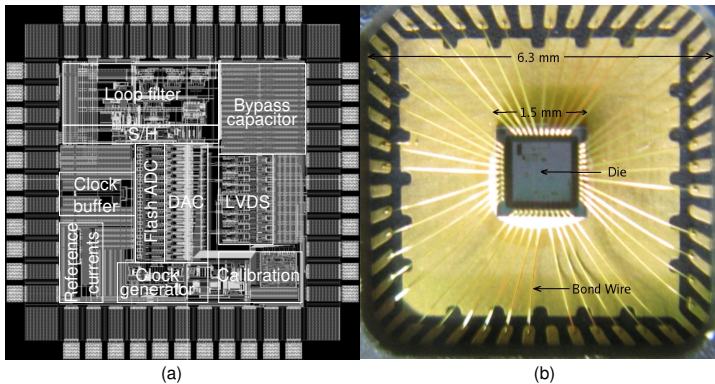 Loop filter
S/H
Bypass
capacitor
Clock
buffer
Flash ADC
DAC
LVDS
Reference
currents
Clock
generator
Calibration
(a)
6.3 mm
1.5 mm
Die
Bond Wire
(b)